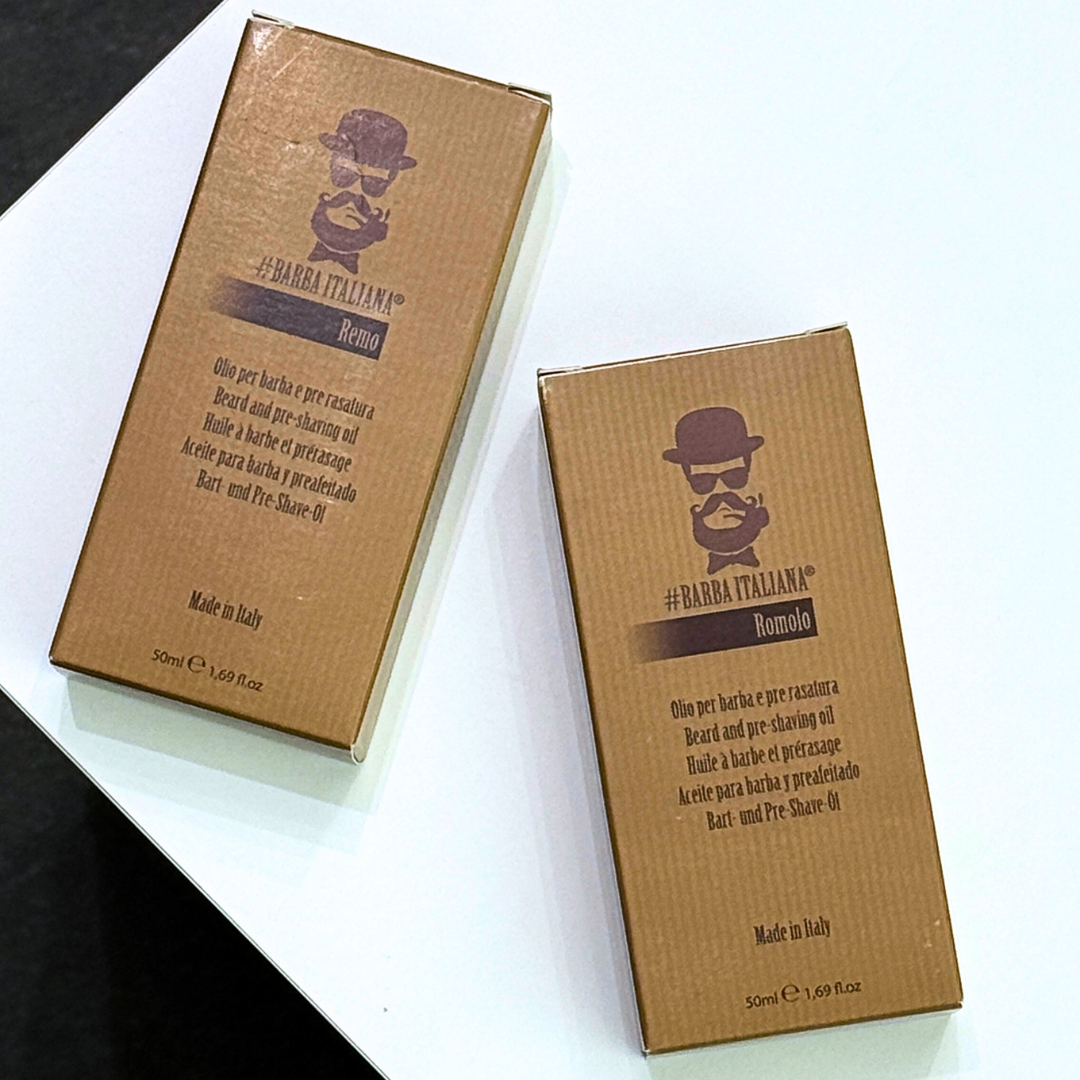 #BARBA ITALIANA®
Remo
Olio per barba e pre rasatura
Beard and pre-shaving oil
Huile à barbe et prérasage
Aceite para barba y preafeitado
Bart- und Pre-Shave-Öl
Made in Italy
50ml ℮ 1,69 fl.oz
#BARBA ITALIANA®
Romolo
Olio per barba e pre rasatura
Beard and pre-shaving oil
Huile à barbe et prérasage
Aceite para barba y preafeitado
Bart- und Pre-Shave-Öl
Made in Italy
50ml ℮ 1,69 fl.oz